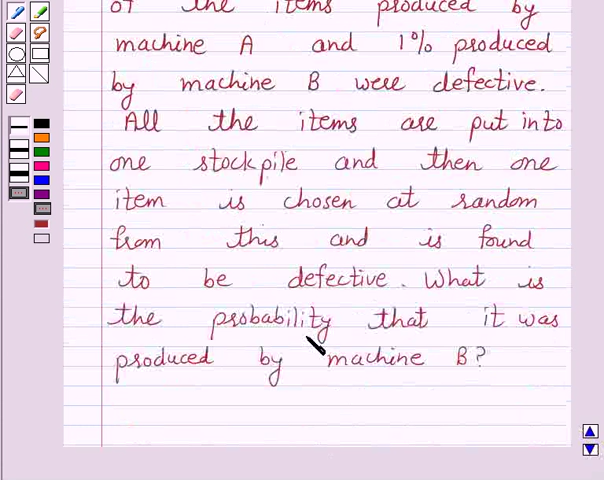 of the items produced by
machine A and 1% produced
by machine B were defective.
All the items are put into
one stockpile and then one
item is chosen at random
from this and is found
to be defective. What is
the probability that it was
produced by machine B?